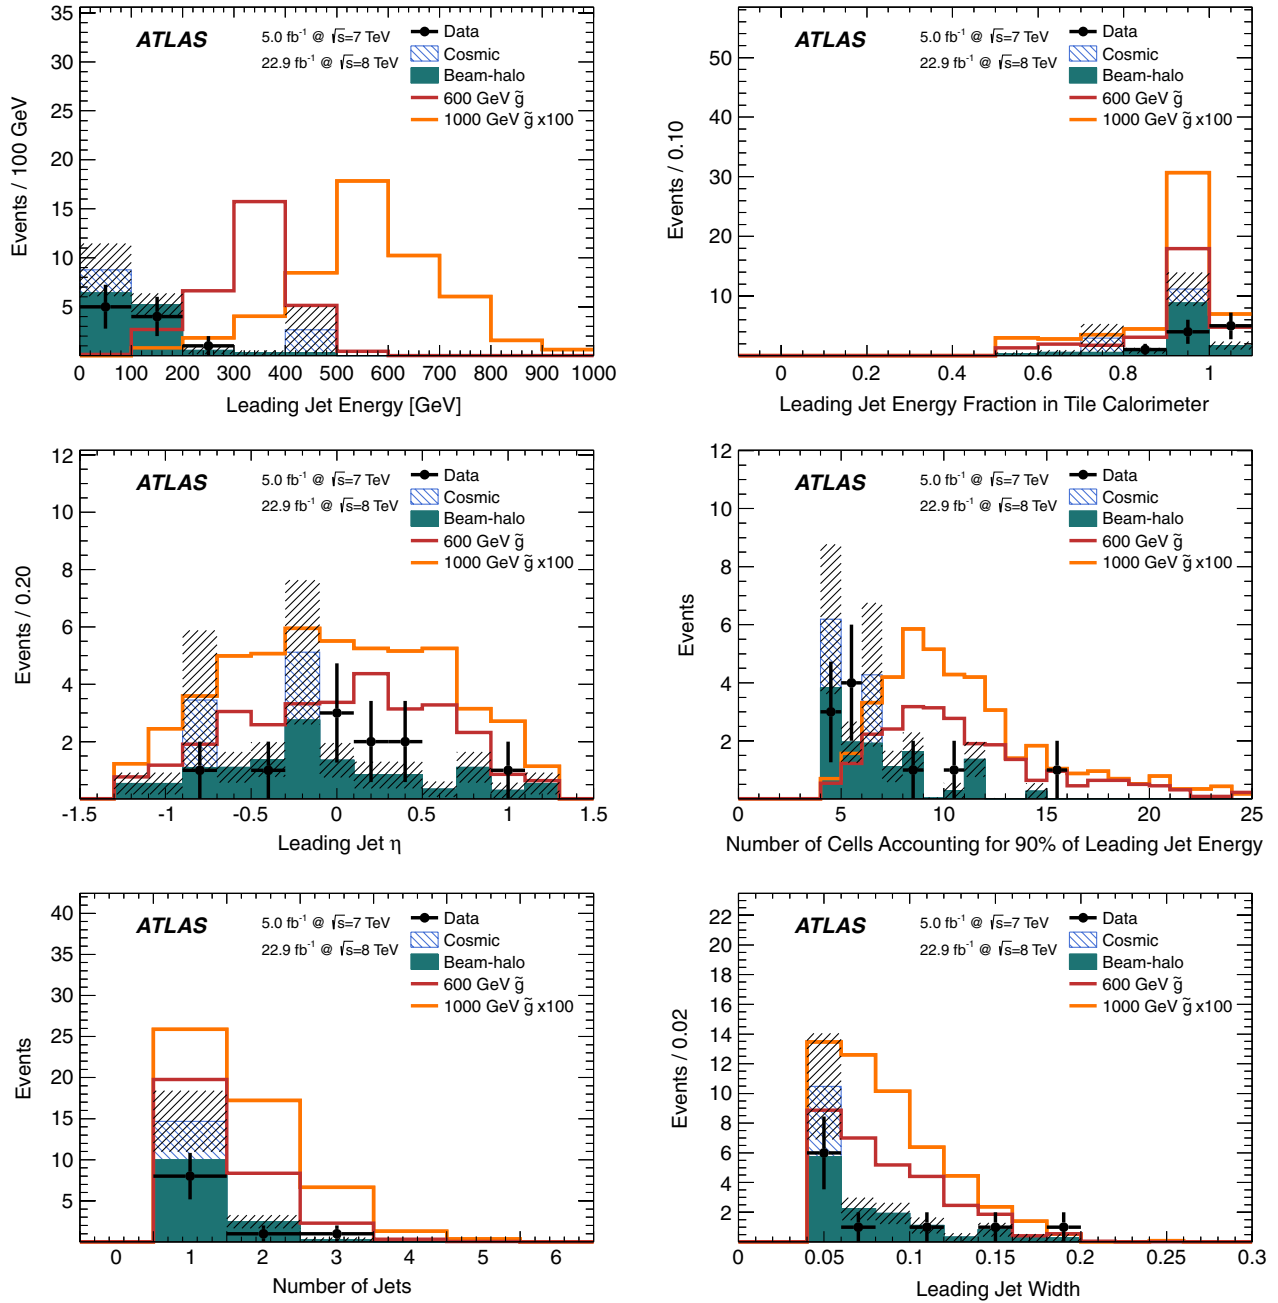 35
30
25
20
15
10
5
Events / 100 GeV
ATLAS
5.0 fb⁻¹ @ √s=7 TeV
22.9 fb⁻¹ @ √s=8 TeV
Data
Cosmic
Beam-halo
600 GeV g̃
1000 GeV g̃ x100
0 100 200 300 400 500 600 700 800 900 1000
Leading Jet Energy [GeV]
50
40
30
20
10
Events / 0.10
ATLAS
5.0 fb⁻¹ @ √s=7 TeV
22.9 fb⁻¹ @ √s=8 TeV
Data
Cosmic
Beam-halo
600 GeV g̃
1000 GeV g̃ x100
0 0.2 0.4 0.6 0.8 1
Leading Jet Energy Fraction in Tile Calorimeter
12
10
8
6
4
2
Events / 0.20
ATLAS
5.0 fb⁻¹ @ √s=7 TeV
22.9 fb⁻¹ @ √s=8 TeV
Data
Cosmic
Beam-halo
600 GeV g̃
1000 GeV g̃ x100
-1.5 -1 -0.5 0 0.5 1 1.5
Leading Jet η
12
10
8
6
4
2
Events
ATLAS
5.0 fb⁻¹ @ √s=7 TeV
22.9 fb⁻¹ @ √s=8 TeV
Data
Cosmic
Beam-halo
600 GeV g̃
1000 GeV g̃ x100
0 5 10 15 20 25
Number of Cells Accounting for 90% of Leading Jet Energy
40
35
30
25
20
15
10
5
Events
ATLAS
5.0 fb⁻¹ @ √s=7 TeV
22.9 fb⁻¹ @ √s=8 TeV
Data
Cosmic
Beam-halo
600 GeV g̃
1000 GeV g̃ x100
0 1 2 3 4 5 6
Number of Jets
22
20
18
16
14
12
10
8
6
4
2
Events / 0.02
ATLAS
5.0 fb⁻¹ @ √s=7 TeV
22.9 fb⁻¹ @ √s=8 TeV
Data
Cosmic
Beam-halo
600 GeV g̃
1000 GeV g̃ x100
0 0.05 0.1 0.15 0.2 0.25 0.3
Leading Jet Width